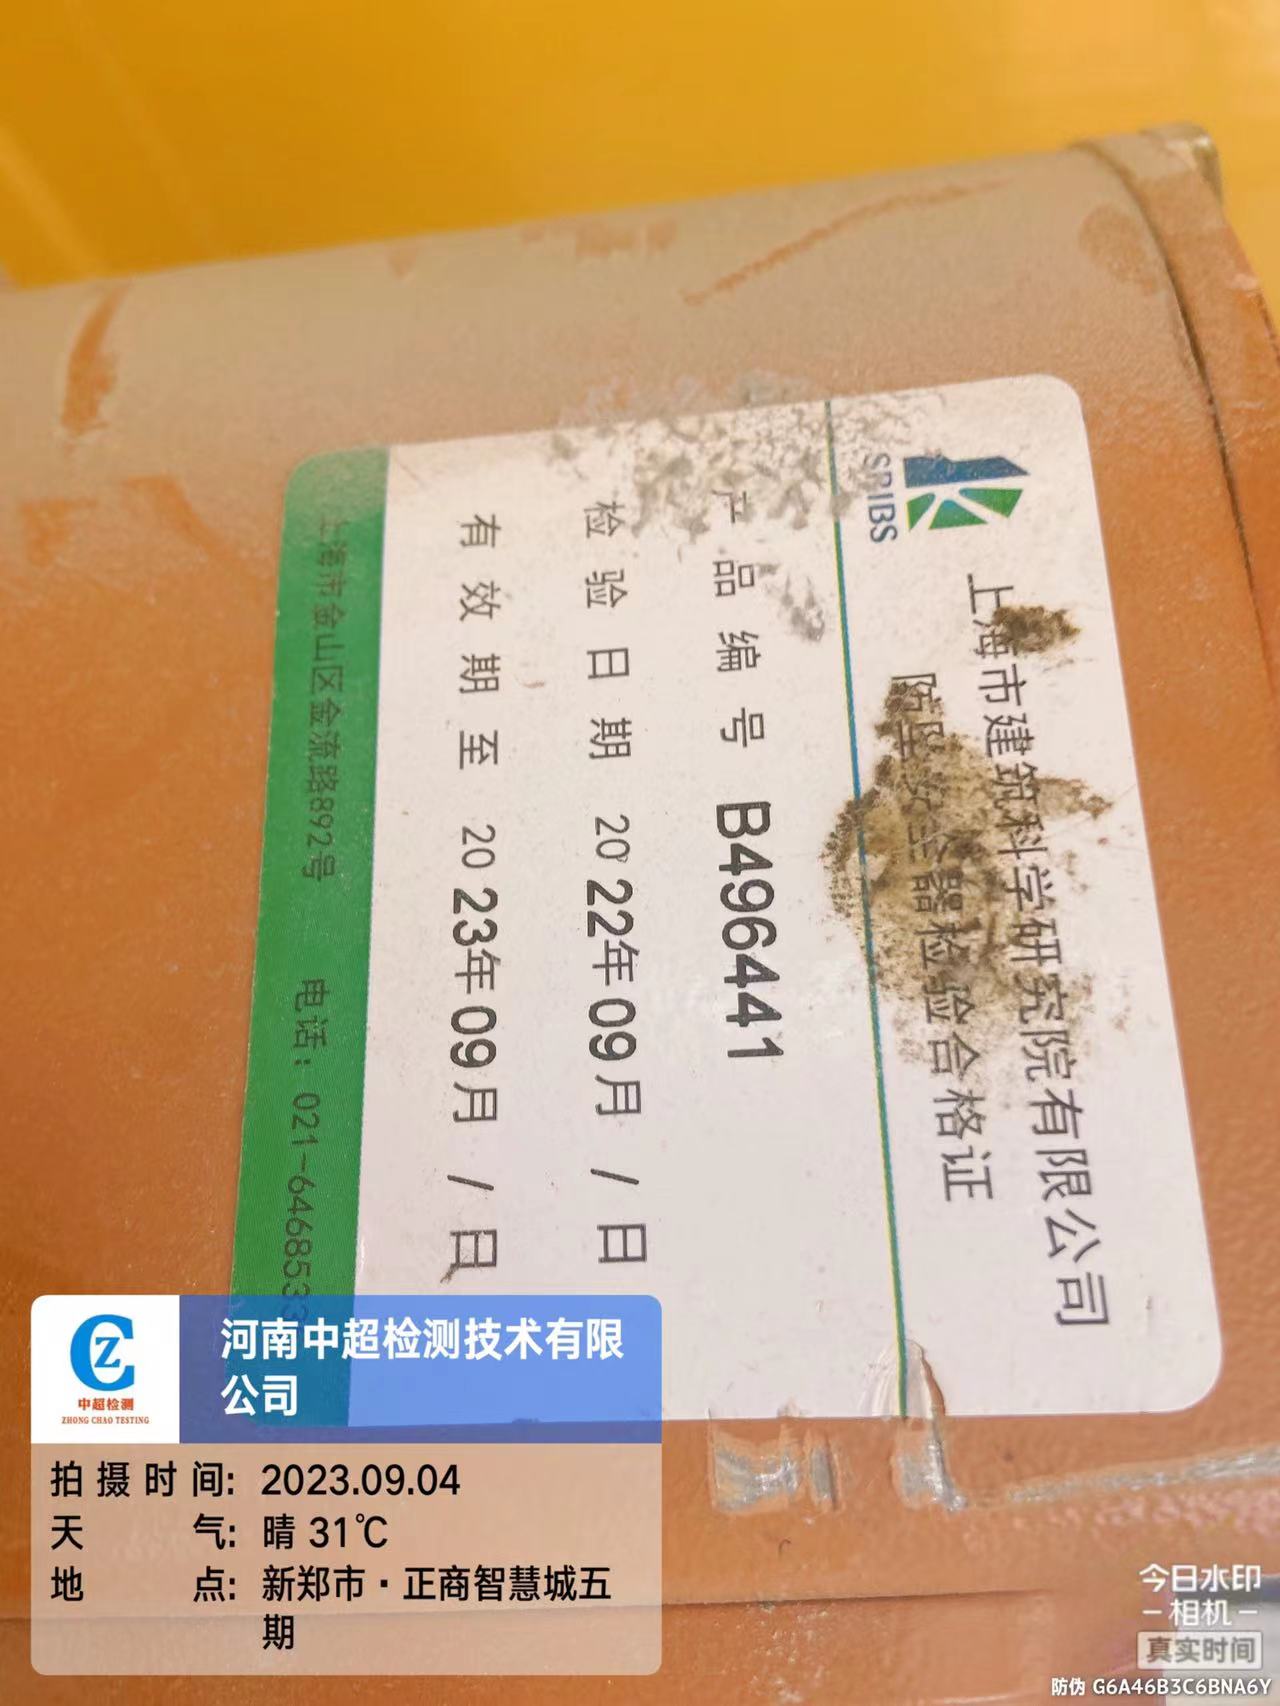 SRIBS
上海市建筑科学研究院有限公司
防坠安全器检验合格证
产品编号 B496441
检验日期 2022年09月 / 日
有效期至 2023年09月 / 日
上海市金山区金流路892号 电话：021-6468533
CZ
中超检测
ZHONG CHAO TESTING
河南中超检测技术有限
公司
拍摄时间: 2023.09.04
天气: 晴 31℃
地点: 新郑市·正商智慧城五
期
今日水印
-相机-
真实时间
防伪 G6A46B3C6BNA6Y